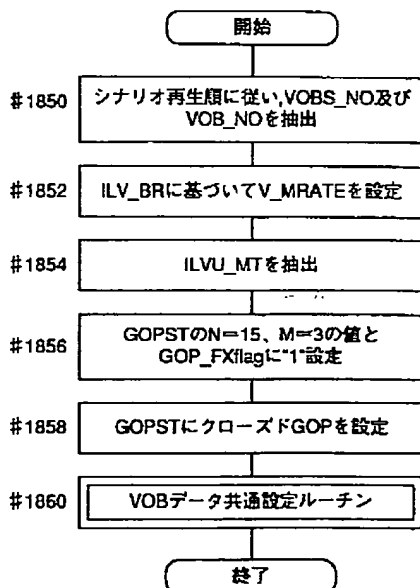 開始
#1850
シナリオ再生順に従い,VOBS_NO及び
VOB_NOを抽出
#1852
ILV_BRに基づいてV_MRATEを設定
#1854
ILVU_MTを抽出
#1856
GOPSTのN=15、M=3の値と
GOP_FXflagに"1"設定
#1858
GOPSTにクローズドGOPを設定
#1860
VOBデータ共通設定ルーチン
終了